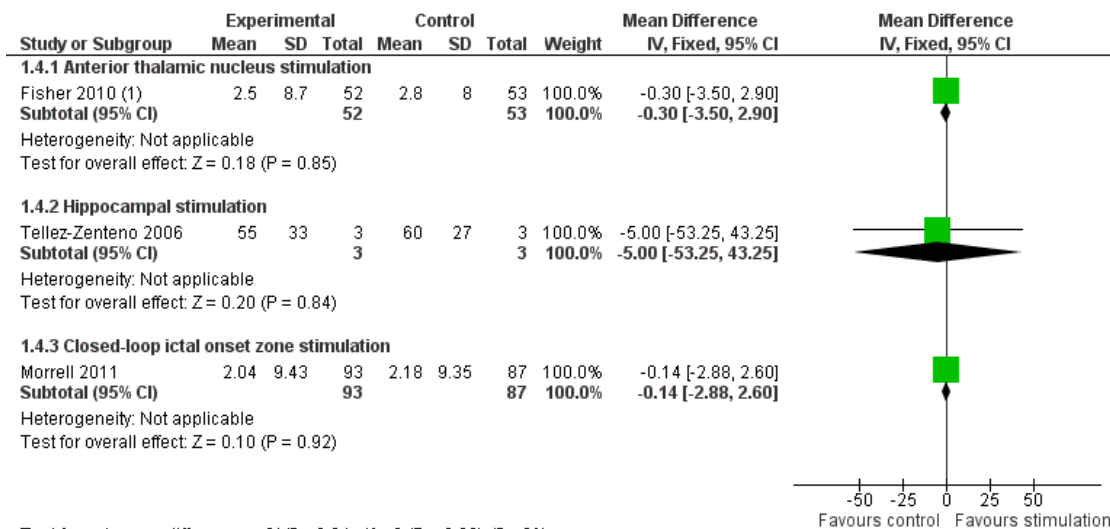 Experimental Control Mean Difference Mean Difference
Study or Subgroup Mean SD Total Mean SD Total Weight IV, Fixed, 95% CI IV, Fixed, 95% CI
1.4.1 Anterior thalamic nucleus stimulation
Fisher 2010 (1) 2.5 8.7 52 2.8 8 53 100.0% -0.30 [-3.50, 2.90]
Subtotal (95% CI) 52 53 100.0% -0.30 [-3.50, 2.90]
Heterogeneity: Not applicable
Test for overall effect: Z = 0.18 (P = 0.85)
1.4.2 Hippocampal stimulation
Tellez-Zenteno 2006 55 33 3 60 27 3 100.0% -5.00 [-53.25, 43.25]
Subtotal (95% CI) 3 3 100.0% -5.00 [-53.25, 43.25]
Heterogeneity: Not applicable
Test for overall effect: Z = 0.20 (P = 0.84)
1.4.3 Closed-loop ictal onset zone stimulation
Morrell 2011 2.04 9.43 93 2.18 9.35 87 100.0% -0.14 [-2.88, 2.60]
Subtotal (95% CI) 93 87 100.0% -0.14 [-2.88, 2.60]
Heterogeneity: Not applicable
Test for overall effect: Z = 0.10 (P = 0.92)
-50 -25 0 25 50
Favours control Favours stimulation